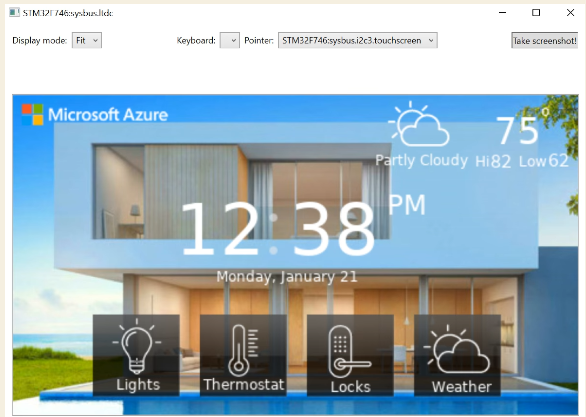 STM32F746:sysbus.ltdc
Display mode: Fit Keyboard: Pointer: STM32F746:sysbus.i2c3.touchscreen Take screenshot!
Microsoft Azure
75°
Partly Cloudy Hi82 Low62
12:38 PM
Monday, January 21
Lights Thermostat Locks Weather